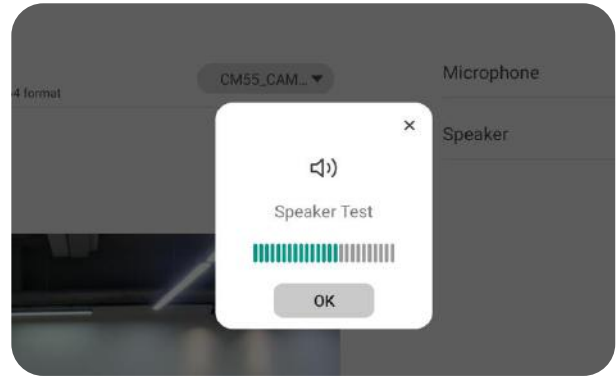 4 format
CM55_CAM...
Microphone
Speaker
Speaker Test
OK